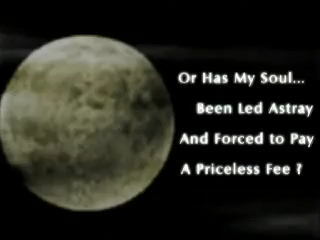 Or Has My Soul...
Been Led Astray
And Forced to Pay
A Priceless Fee ?